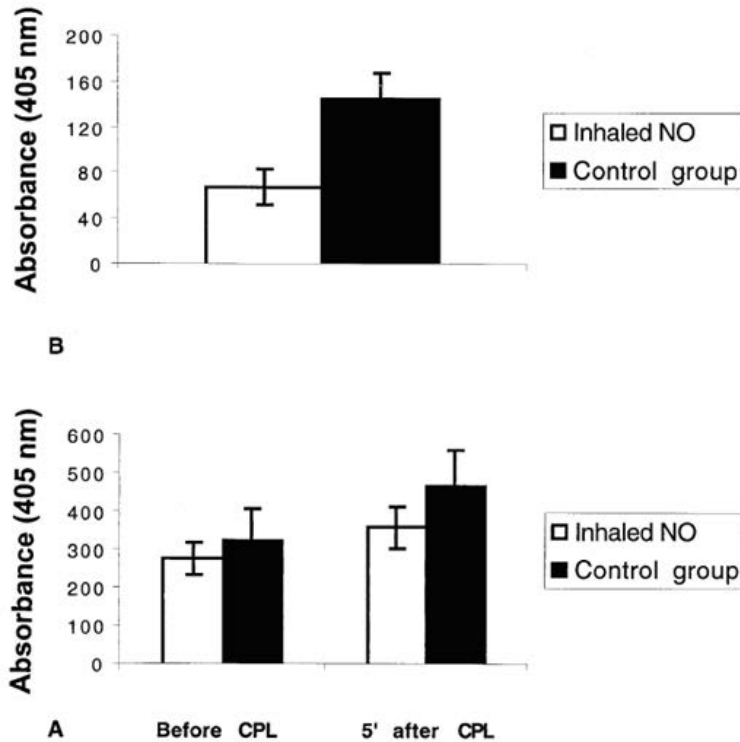 Absorbance (405 nm)
200
160
120
80
40
0
Inhaled NO
Control group
B
Absorbance (405 nm)
600
500
400
300
200
100
0
Inhaled NO
Control group
A
Before CPL
5' after CPL